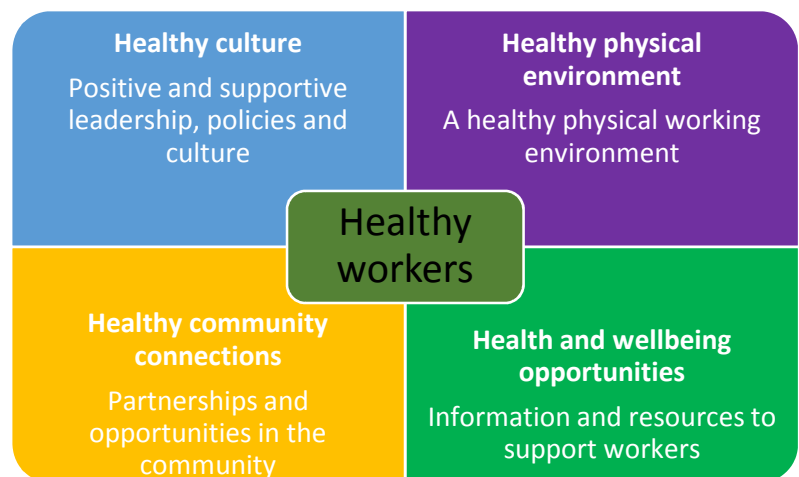 Healthy culture
Positive and supportive
leadership, policies and
culture
Healthy physical
environment
A healthy physical working
environment
Healthy
workers
Healthy community
connections
Partnerships and
opportunities in the
community
Health and wellbeing
opportunities
Information and resources to
support workers